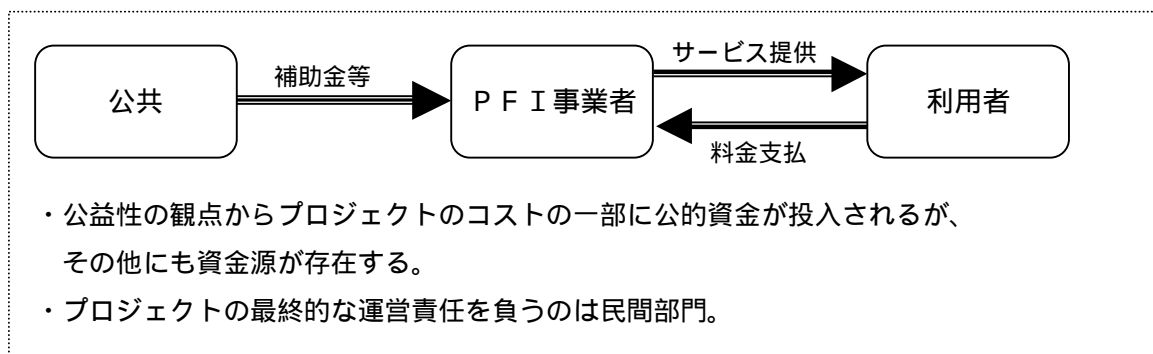 公共
補助金等
ＰＦＩ事業者
サービス提供
料金支払
利用者
・公益性の観点からプロジェクトのコストの一部に公的資金が投入されるが、
その他にも資金源が存在する。
・プロジェクトの最終的な運営責任を負うのは民間部門。